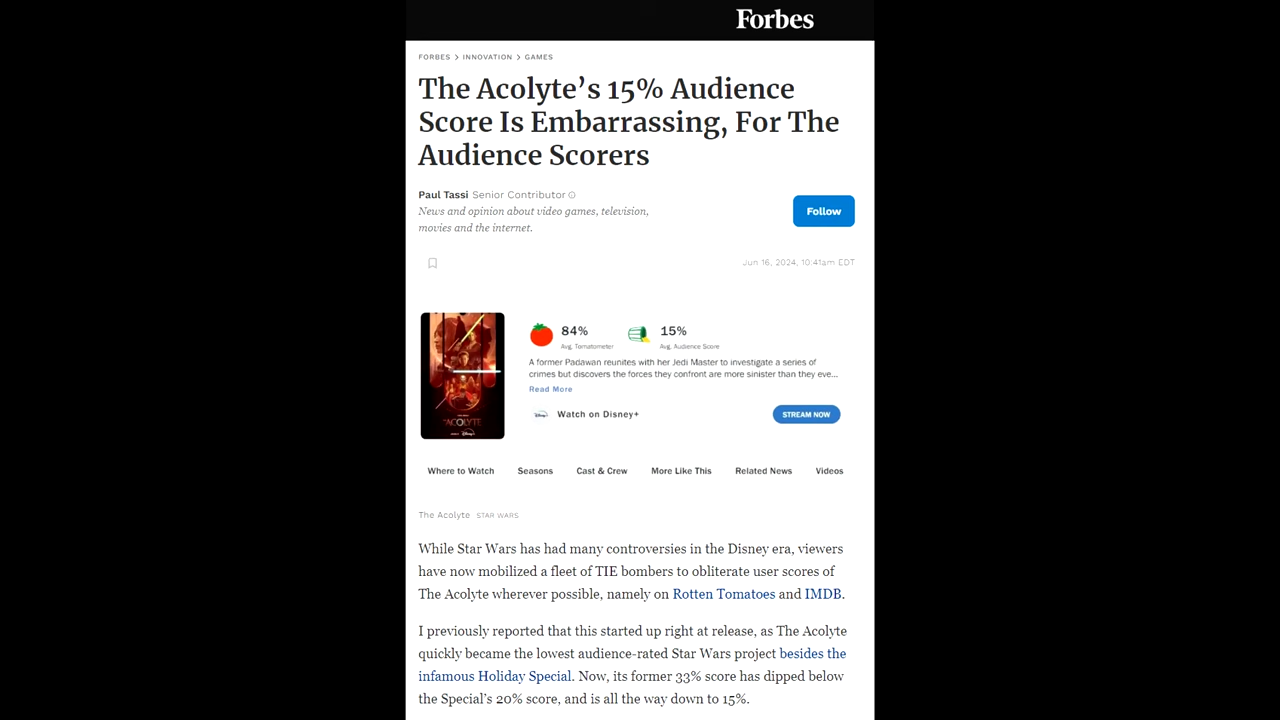 Forbes
FORBES > INNOVATION > GAMES
The Acolyte's 15% Audience
Score Is Embarrassing, For The
Audience Scorers
Paul Tassi Senior Contributor
News and opinion about video games, television,
movies and the internet.
Follow
Jun 16, 2024, 10:41am EDT
84%
15%
Avg. Tomatometer
Avg. Audience Score
A former Padawan reunites with her Jedi Master to investigate a series of
crimes but discovers the forces they confront are more sinister than they eve...
Read More
ACOLYTE
Disney+
Watch on Disney+
STREAM NOW
Where to Watch Seasons Cast & Crew More Like This Related News Videos
The Acolyte STAR WARS
While Star Wars has had many controversies in the Disney era, viewers
have now mobilized a fleet of TIE bombers to obliterate user scores of
The Acolyte wherever possible, namely on Rotten Tomatoes and IMDB.
I previously reported that this started up right at release, as The Acolyte
quickly became the lowest audience-rated Star Wars project besides the
infamous Holiday Special. Now, its former 33% score has dipped below
the Special's 20% score, and is all the way down to 15%.